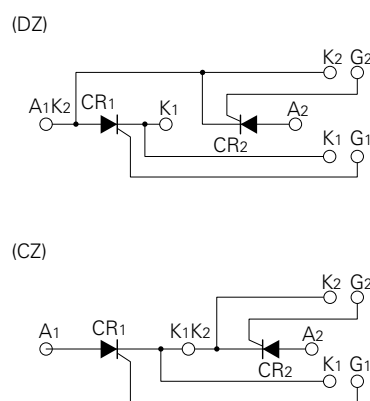 (DZ)
K2 G2
A1K2 CR1 K1 A2
CR2
K1 G1
(CZ)
K2 G2
A1 CR1 K1K2 A2
CR2
K1 G1